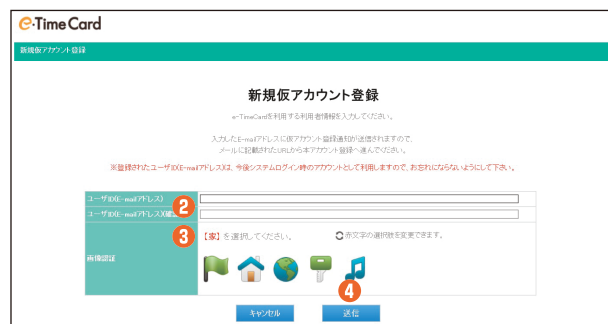 e-Time Card
新規仮アカウント登録
新規仮アカウント登録
e-TimeCardを利用する利用者情報を入力してください。
入力したE-mailアドレスに仮アカウント登録通知が送信されますので、
メールに記載されたURLから本アカウント登録へ進んでください。
※登録されたユーザID(E-mailアドレス)は、今後システムログイン時のアカウントとして利用しますので、お忘れにならないようにして下さい。
ユーザID(E-mailアドレス)
2
ユーザID(E-mailアドレス)(確認
3
【家】を選択してください。
赤文字の選択肢を変更できます。
画像認証
4
キャンセル
送信